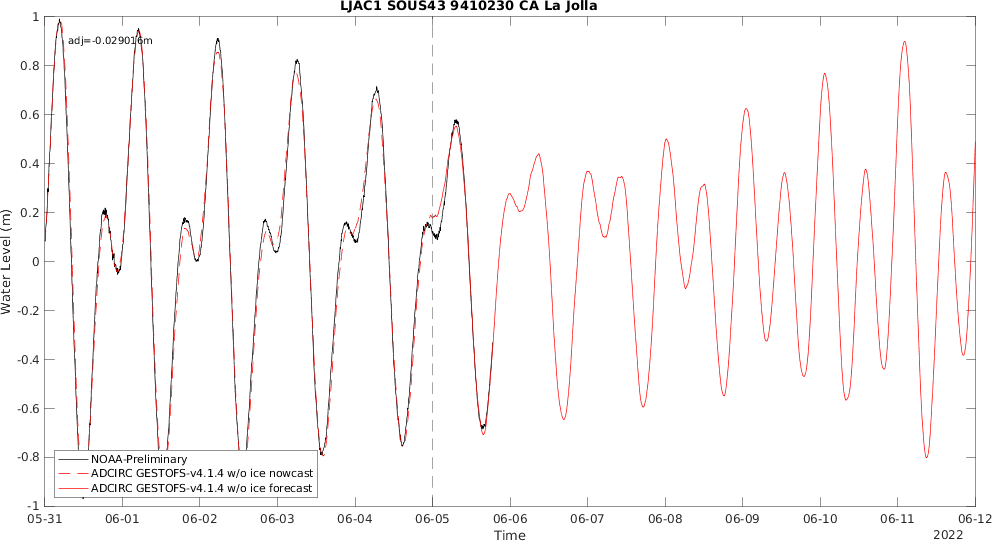 LJAC1 SOUS43 9410230 CA La Jolla
adj=-0.029016m
Water Level (m)
1
0.8
0.6
0.4
0.2
0
-0.2
-0.4
-0.6
-0.8
-1
NOAA-Preliminary
ADCIRC GESTOFS-v4.1.4 w/o ice nowcast
ADCIRC GESTOFS-v4.1.4 w/o ice forecast
05-31 06-01 06-02 06-03 06-04 06-05 06-06 06-07 06-08 06-09 06-10 06-11 06-12
Time
2022